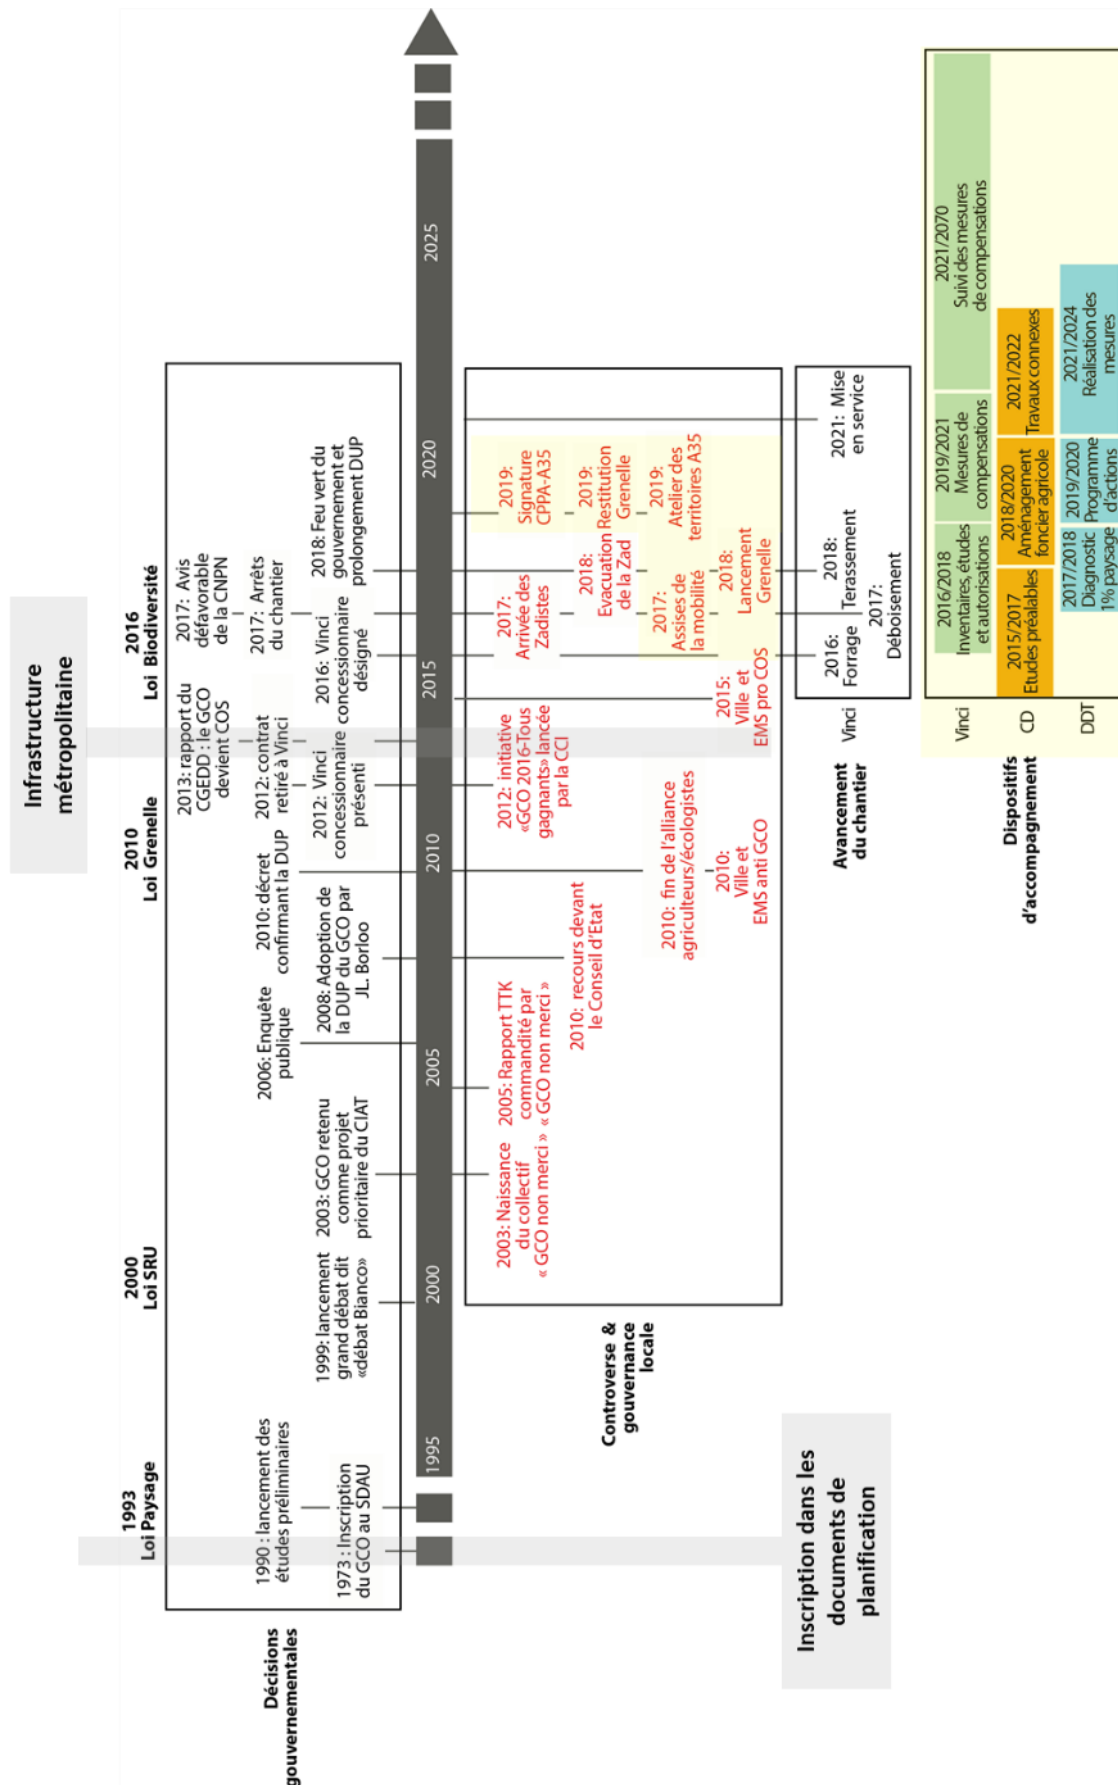 Infrastructure
métropolitaine
1993
Loi Paysage
2000
Loi SRU
2010
Loi Grenelle
2016
Loi Biodiversité
Décisions
gouvernementales
1990 : lancement des
études préliminaires
1973 : Inscription
du GCO au SDAU
1999: lancement
grand débat dit
«débat Bianco»
2003: GCO retenu
comme projet
prioritaire du CIAT
2006: Enquête
publique
2008: Adoption de
la DUP du GCO par
JL. Borloo
2010: décret
confirmant la DUP
2013: rapport du
CGEDD : le GCO
devient COS
2012: contrat
retiré à Vinci
2012: Vinci
concessionnaire
présenti
2017: Avis
défavorable
de la CNPN
2017: Arrêts
du chantier
2016: Vinci
concessionnaire
désigné
2018: Feu vert du
gouvernement et
prolongement DUP
1995
2000
2005
2010
2015
2020
2025
Controverse &
gouvernance
locale
2003: Naissance
du collectif
« GCO non merci »
2005: Rapport TTK
commandité par
« GCO non merci »
2010: recours devant
le Conseil d'Etat
2010: fin de l'alliance
agriculteurs/écologistes
2010:
Ville et
EMS anti GCO
2012: initiative
«GCO 2016-Tous
gagnants» lancée
par la CCI
2015:
Ville et
EMS pro COS
2017:
Arrivée des
Zadistes
2018:
Evacuation
de la Zad
2017:
Assises de
la mobilité
2018:
Lancement
Grenelle
2019:
Signature
CPPA-A35
2019:
Restitution
Grenelle
2019:
Atelier des
territoires A35
Inscription dans les
documents de
planification
Avancement
du chantier
Vinci
2016:
Forrage
2017:
Déboisement
2018:
Terassement
2021: Mise
en service
Dispositifs
d'accompagnement
Vinci
2016/2018
Inventaires, études
et autorisations
2019/2021
Mesures de
compensations
2021/2070
Suivi des mesures
de compensations
CD
2015/2017
Etudes préalables
2018/2020
Aménagement
foncier agricole
2021/2022
Travaux connexes
DDT
2017/2018
Diagnostic
1% paysage
2019/2020
Programme
d'actions
2021/2024
Réalisation des
mesures